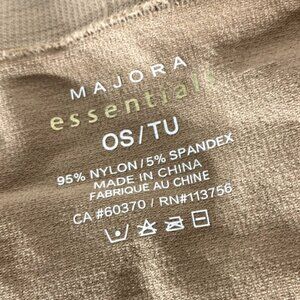 MAJORA
essentials
OS/TU
95% NYLON/5% SPANDEX
MADE IN CHINA
FABRIQUE AU CHINE
CA #60370 / RN#113756